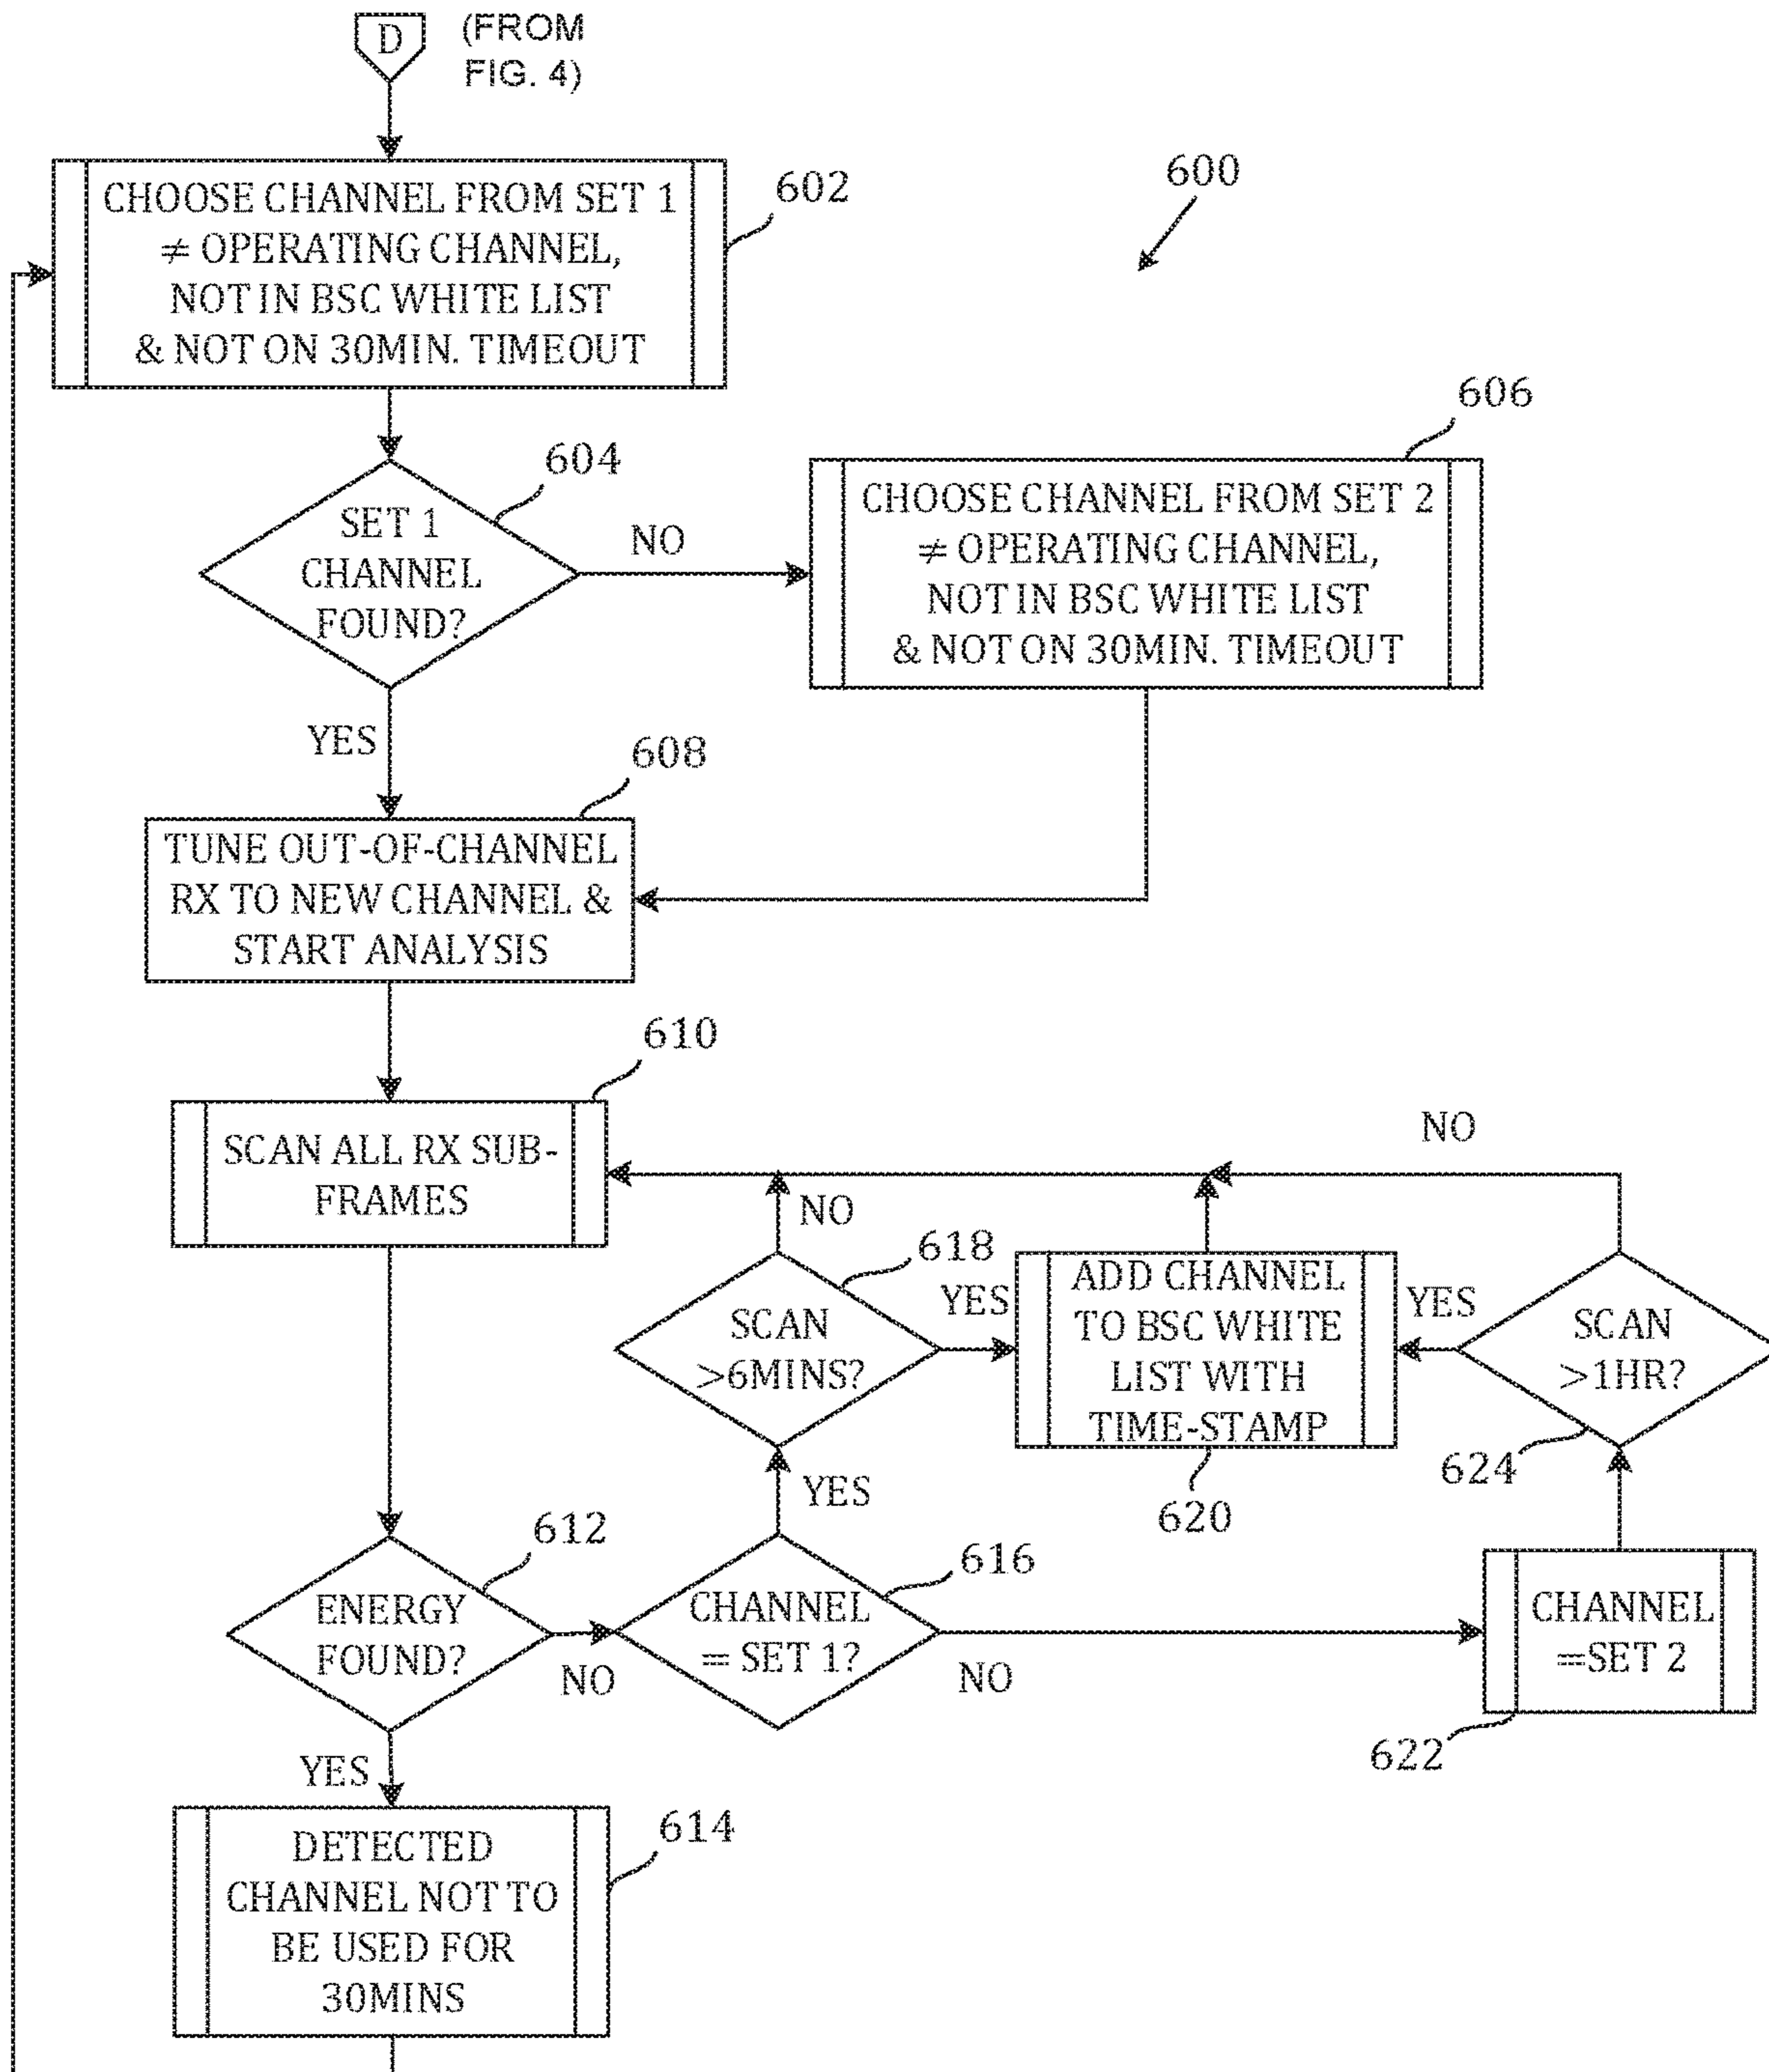 D
(FROM
FIG. 4)
CHOOSE CHANNEL FROM SET 1
≠ OPERATING CHANNEL,
NOT IN BSC WHITE LIST
& NOT ON 30MIN. TIMEOUT
602
600
606
604
SET 1
CHANNEL
FOUND?
NO
CHOOSE CHANNEL FROM SET 2
≠ OPERATING CHANNEL,
NOT IN BSC WHITE LIST
& NOT ON 30MIN. TIMEOUT
YES
608
TUNE OUT-OF-CHANNEL
RX TO NEW CHANNEL &
START ANALYSIS
610
SCAN ALL RX SUB-
FRAMES
NO
NO
618
SCAN
>6MINS?
YES
ADD CHANNEL
TO BSC WHITE
LIST WITH
TIME-STAMP
YES
SCAN
>1HR?
624
620
YES
612
ENERGY
FOUND?
NO
616
CHANNEL
= SET 1?
NO
CHANNEL
=SET 2
622
YES
614
DETECTED
CHANNEL NOT TO
BE USED FOR
30MINS